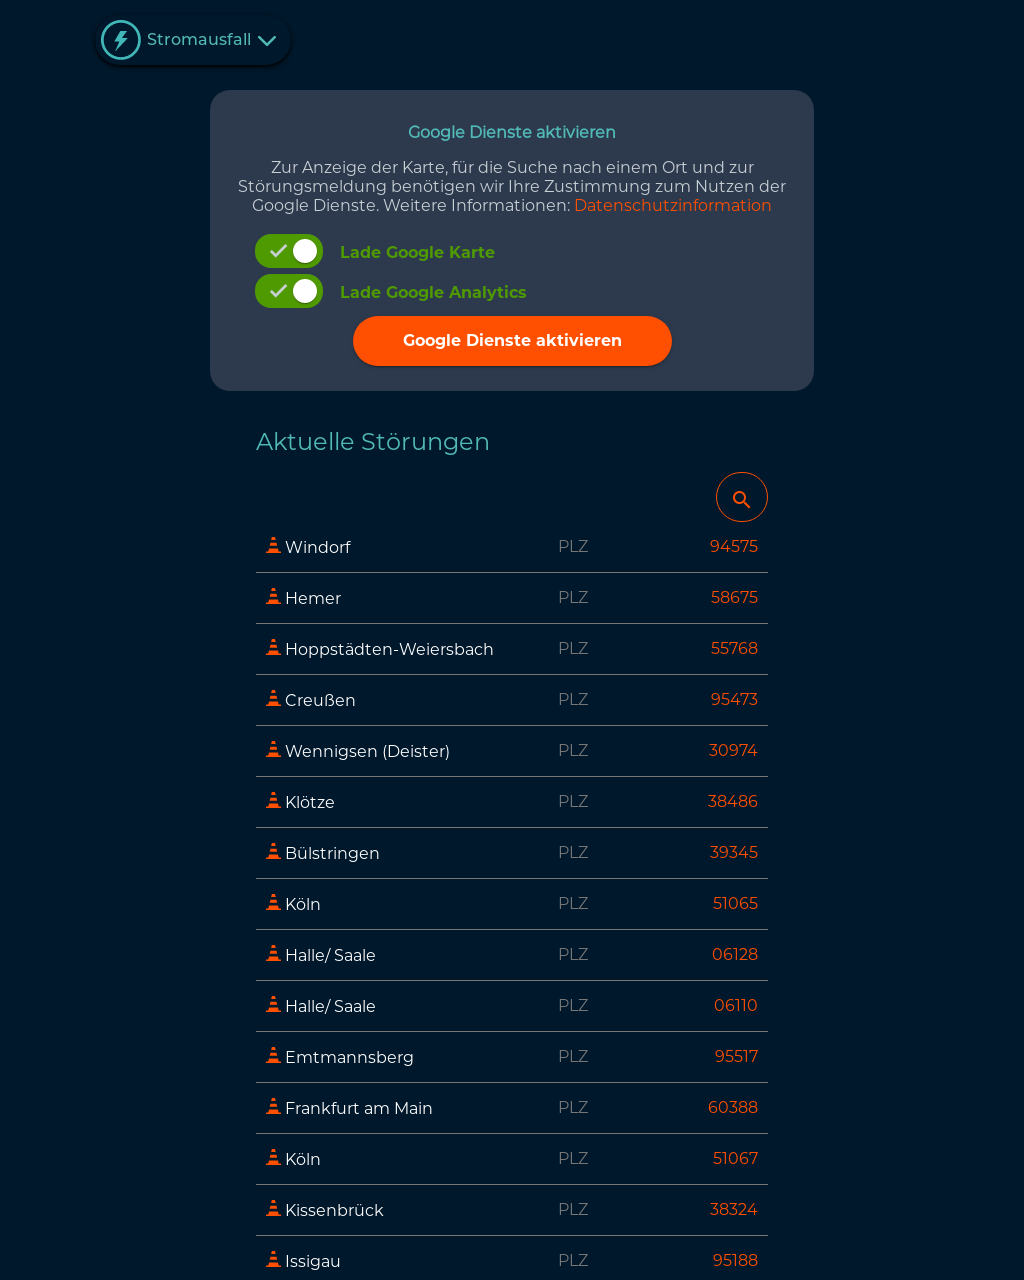 Stromausfall
Google Dienste aktivieren
Zur Anzeige der Karte, für die Suche nach einem Ort und zur
Störungsmeldung benötigen wir Ihre Zustimmung zum Nutzen der
Google Dienste. Weitere Informationen: Datenschutzinformation
Lade Google Karte
Lade Google Analytics
Google Dienste aktivieren
Aktuelle Störungen
Windorf PLZ 94575
Hemer PLZ 58675
Hoppstädten-Weiersbach PLZ 55768
Creußen PLZ 95473
Wennigsen (Deister) PLZ 30974
Klötze PLZ 38486
Bülstringen PLZ 39345
Köln PLZ 51065
Halle/ Saale PLZ 06128
Halle/ Saale PLZ 06110
Emtmannsberg PLZ 95517
Frankfurt am Main PLZ 60388
Köln PLZ 51067
Kissenbrück PLZ 38324
Issigau PLZ 95188